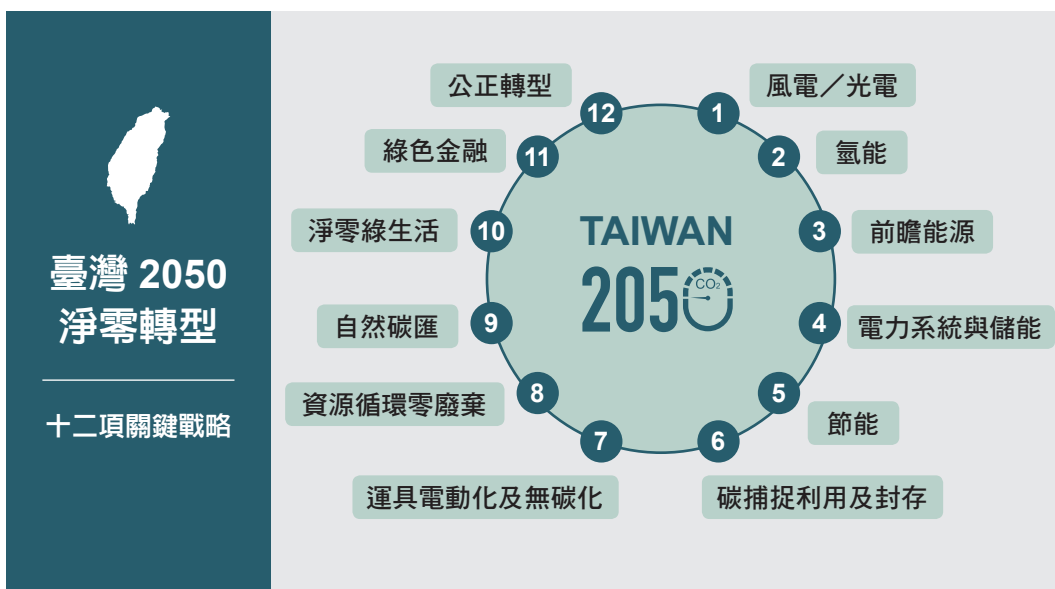 臺灣 2050
淨零轉型
十二項關鍵戰略
TAIWAN
2050
CO₂
1
風電／光電
2
氫能
3
前瞻能源
4
電力系統與儲能
5
節能
6
碳捕捉利用及封存
7
運具電動化及無碳化
8
資源循環零廢棄
9
自然碳匯
10
淨零綠生活
11
綠色金融
12
公正轉型